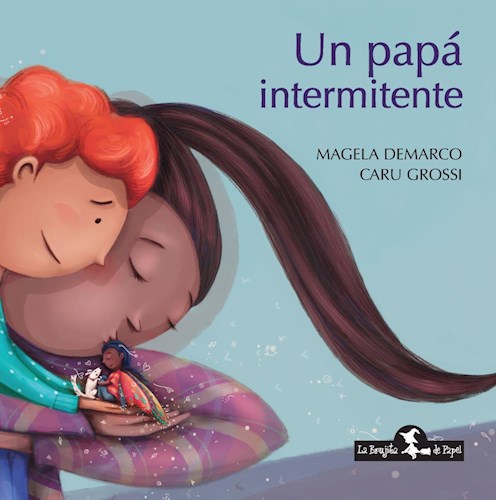 Un papá
intermitente
MAGELA DEMARCO
CARU GROSSI
La Brujita de Papel